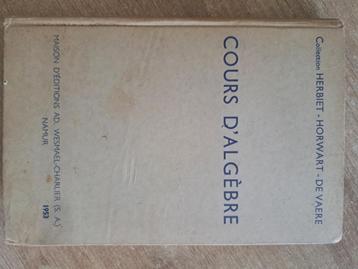 Collection HERBIET - HORWART - DE VAERE
COURS D'ALGÈBRE
MAISON D'ÉDITIONS AD. WESMAEL-CHARLIER (S. A.)
NAMUR
1953